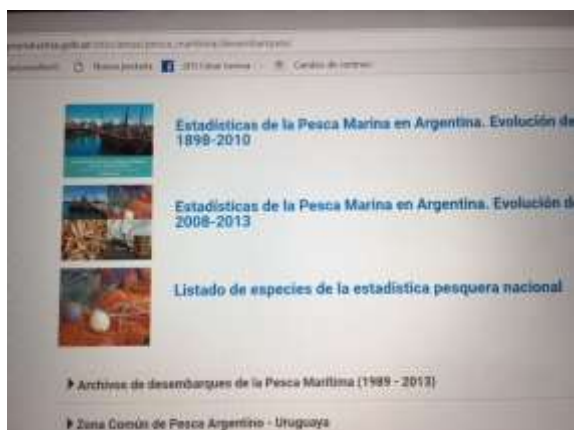 Estadísticas de la Pesca Marina en Argentina. Evolución de
1898-2010
Estadísticas de la Pesca Marina en Argentina. Evolución d
2008-2013
Listado de especies de la estadística pesquera nacional
Archivos de desembarques de la Pesca Marítima (1989 - 2013)
Zona Común de Pesca Argentino - Uruguaya